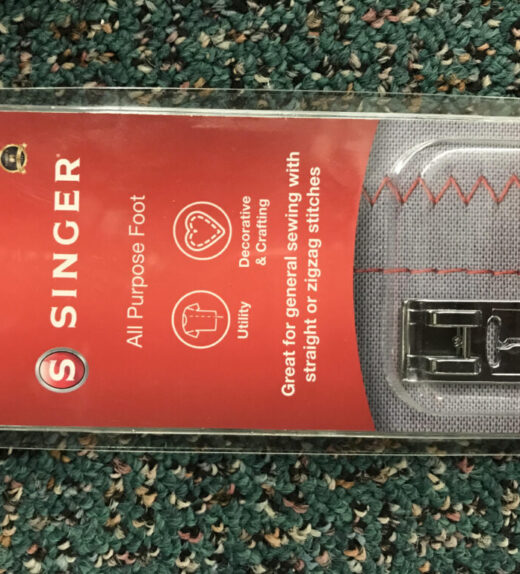 S SINGER
All Purpose Foot
Utility
Decorative
& Crafting
Great for general sewing with
straight or zigzag stitches